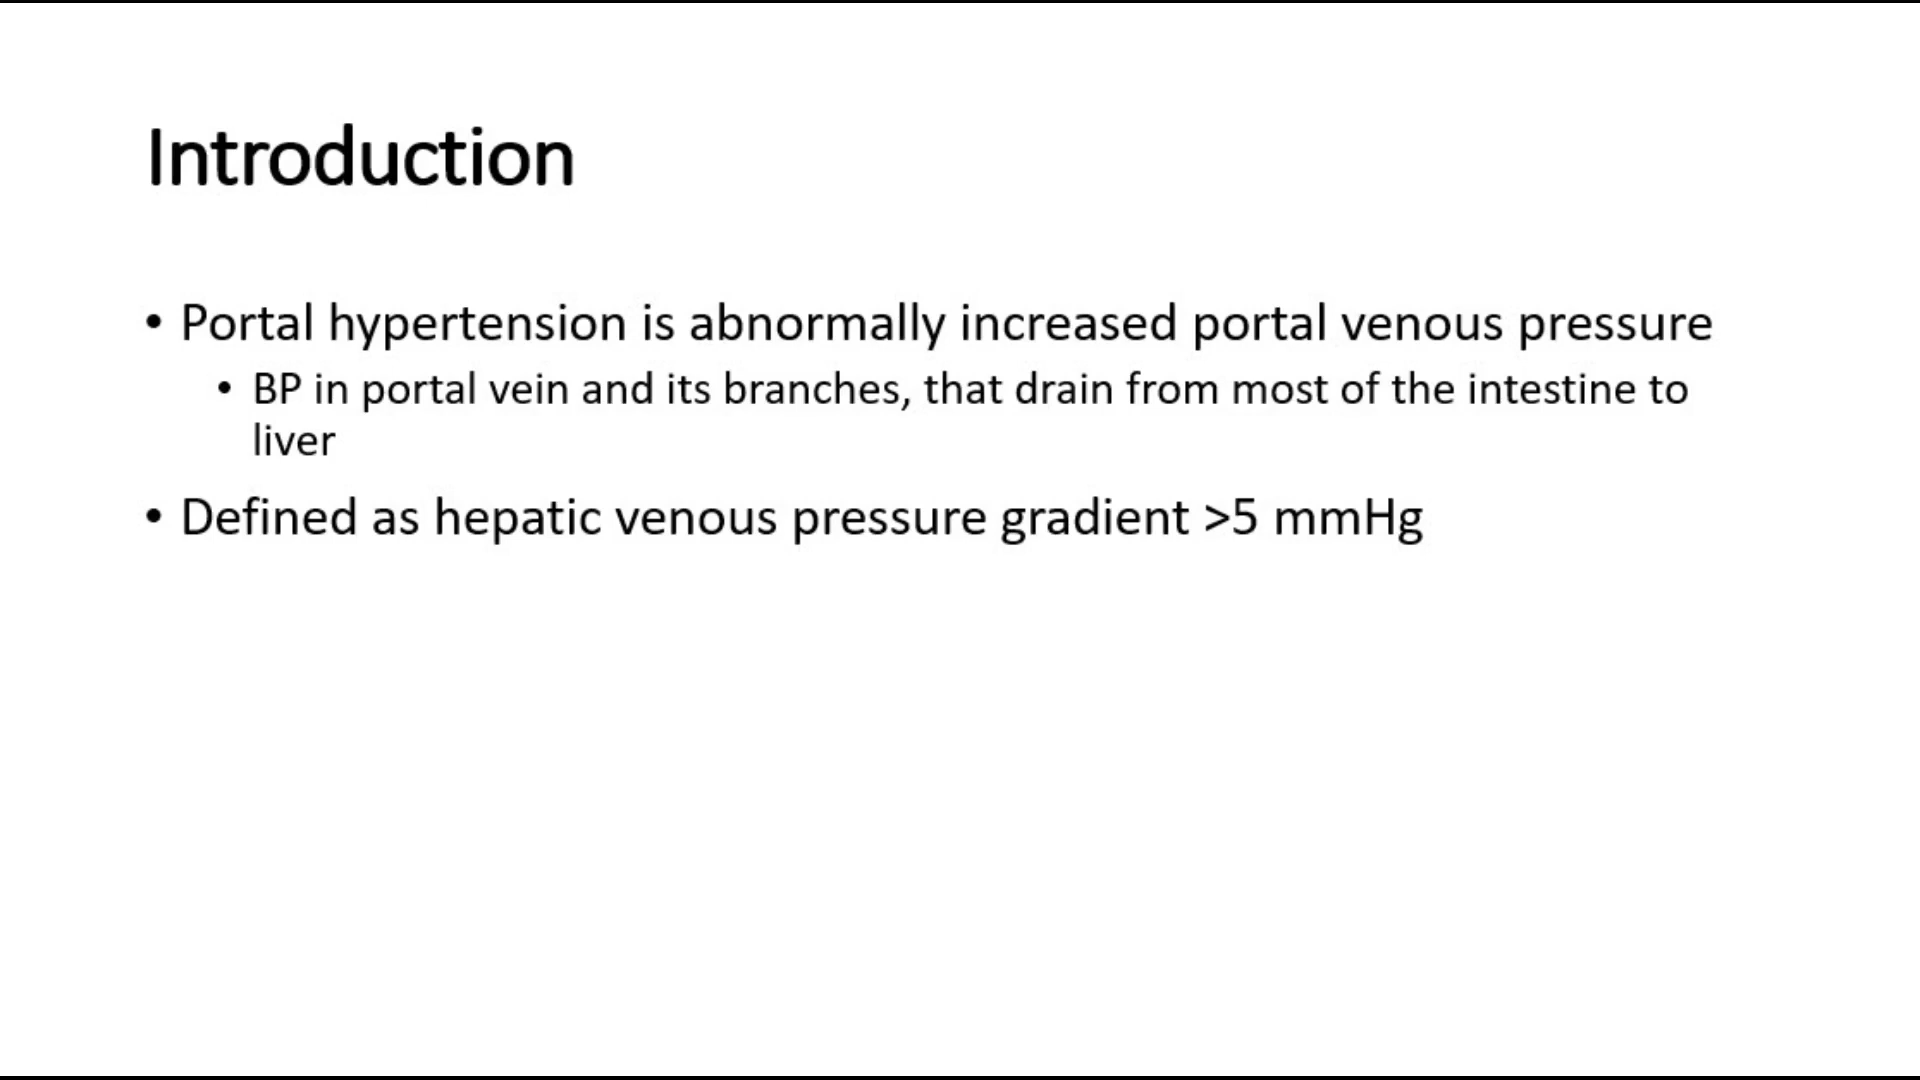 Introduction
• Portal hypertension is abnormally increased portal venous pressure
• BP in portal vein and its branches, that drain from most of the intestine to
liver
• Defined as hepatic venous pressure gradient >5 mmHg